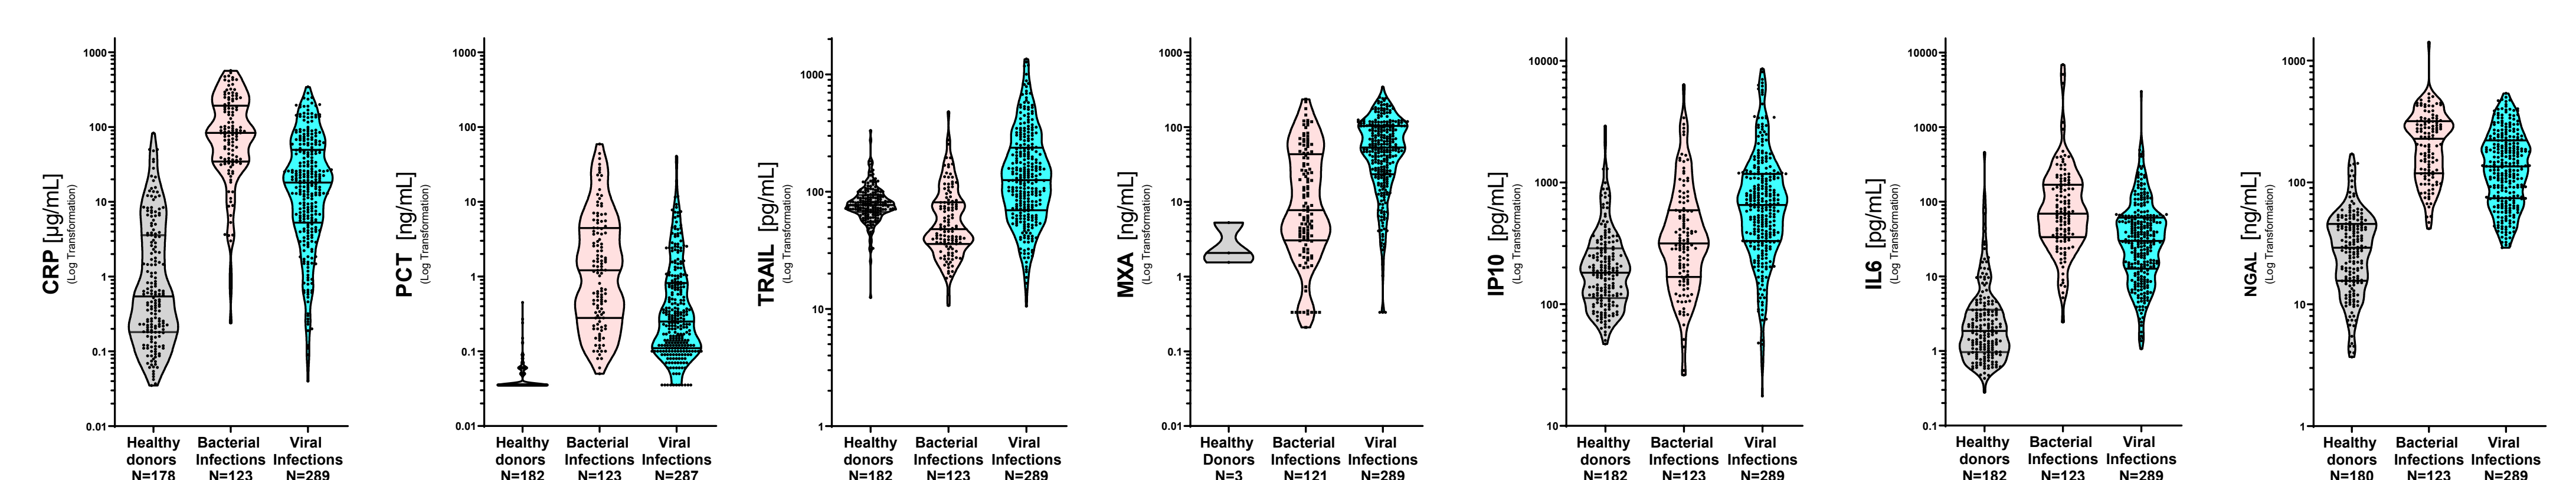 CRP [µg/mL]
(Log Transformation)
1000
100
10
1
0.1
0.01
Healthy donors N=178
Bacterial Infections N=123
Viral Infections N=289
PCT [ng/mL]
(Log Transformation)
1000
100
10
1
0.1
0.01
Healthy donors N=182
Bacterial Infections N=123
Viral Infections N=287
TRAIL [pg/mL]
(Log Transformation)
1000
100
10
1
Healthy donors N=182
Bacterial Infections N=123
Viral Infections N=289
MXA [ng/mL]
(Log Transformation)
1000
100
10
1
0.1
0.01
Healthy Donors N=3
Bacterial Infections N=121
Viral Infections N=289
IP10 [pg/mL]
(Log Transformation)
10000
1000
100
10
Healthy donors N=182
Bacterial Infections N=123
Viral Infections N=289
IL6 [pg/mL]
(Log Transformation)
10000
1000
100
10
1
0.1
Healthy donors N=182
Bacterial Infections N=123
Viral Infections N=289
NGAL [ng/mL]
(Log Transformation)
1000
100
10
1
Healthy donors N=180
Bacterial Infections N=123
Viral Infections N=289